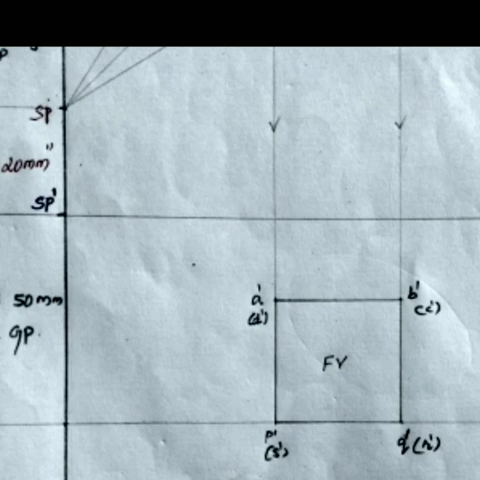 SP
20mm"
SP'
a'
b'
50mm
(d')
(c')
GP.
FV
p'
(s')
q'(r')